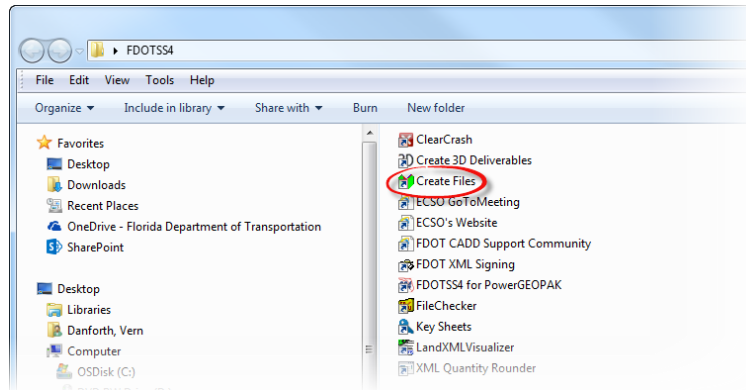 FDOTSS4
File Edit View Tools Help
Organize Include in library Share with Burn New folder
Favorites
Desktop
Downloads
Recent Places
OneDrive - Florida Department of Transportation
SharePoint
Desktop
Libraries
Danforth, Vern
Computer
OSDisk (C:)
ClearCrash
Create 3D Deliverables
Create Files
ECSO GoToMeeting
ECSO's Website
FDOT CADD Support Community
FDOT XML Signing
FDOTSS4 for PowerGEOPAK
FileChecker
Key Sheets
LandXMLVisualizer
XML Quantity Rounder